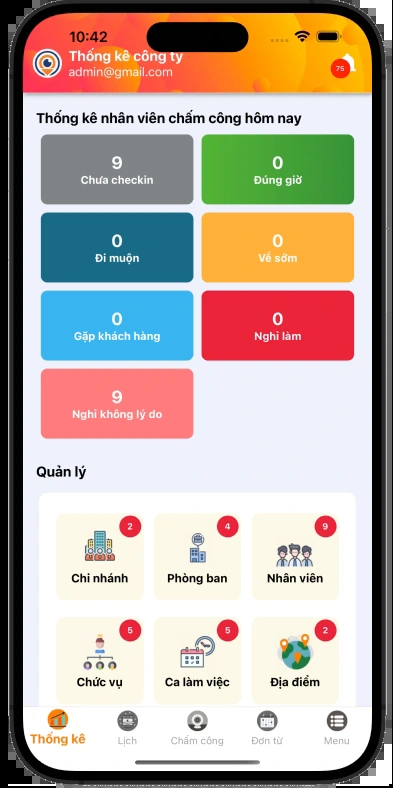 10:42
Thống kê công ty
admin@gmail.com
75
Thống kê nhân viên chấm công hôm nay
9
Chưa checkin
0
Đúng giờ
0
Đi muộn
0
Về sớm
0
Gặp khách hàng
0
Nghỉ làm
9
Nghỉ không lý do
Quản lý
2
Chi nhánh
4
Phòng ban
9
Nhân viên
5
Chức vụ
5
Ca làm việc
2
Địa điểm
Thống kê
Lịch
Chấm công
Đơn từ
Menu